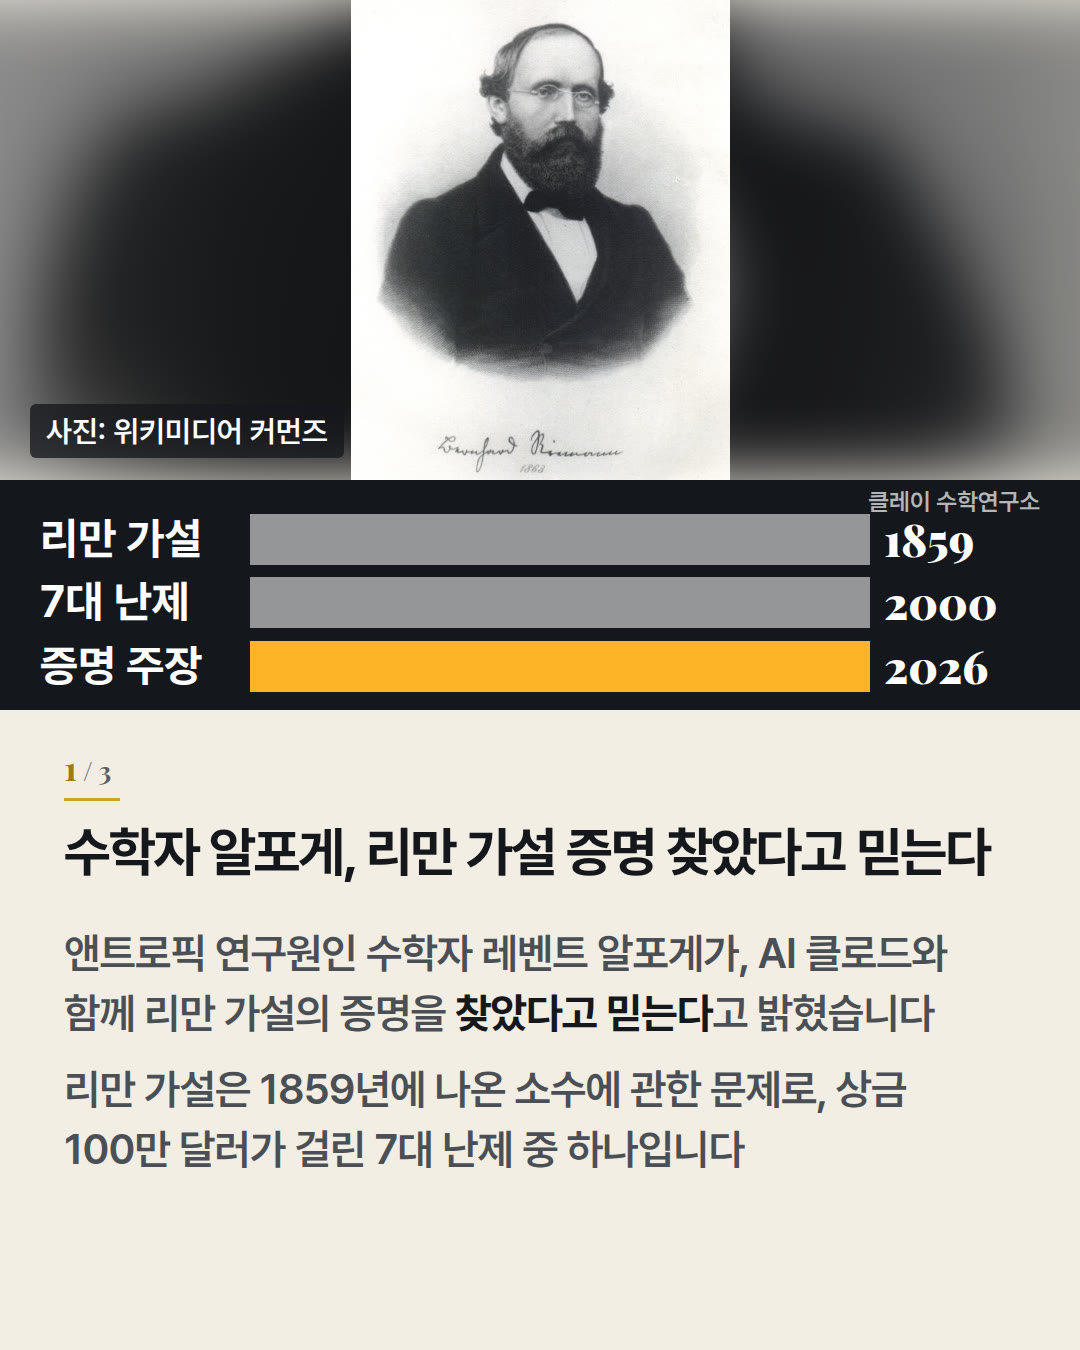 사진: 위키미디어 커먼즈
Bernhard Riemann
1863
클레이 수학연구소
리만 가설 1859
7대 난제 2000
증명 주장 2026
1 / 3
수학자 알포게, 리만 가설 증명 찾았다고 믿는다
앤트로픽 연구원인 수학자 레벤트 알포게가, AI 클로드와
함께 리만 가설의 증명을 찾았다고 믿는다고 밝혔습니다
리만 가설은 1859년에 나온 소수에 관한 문제로, 상금
100만 달러가 걸린 7대 난제 중 하나입니다